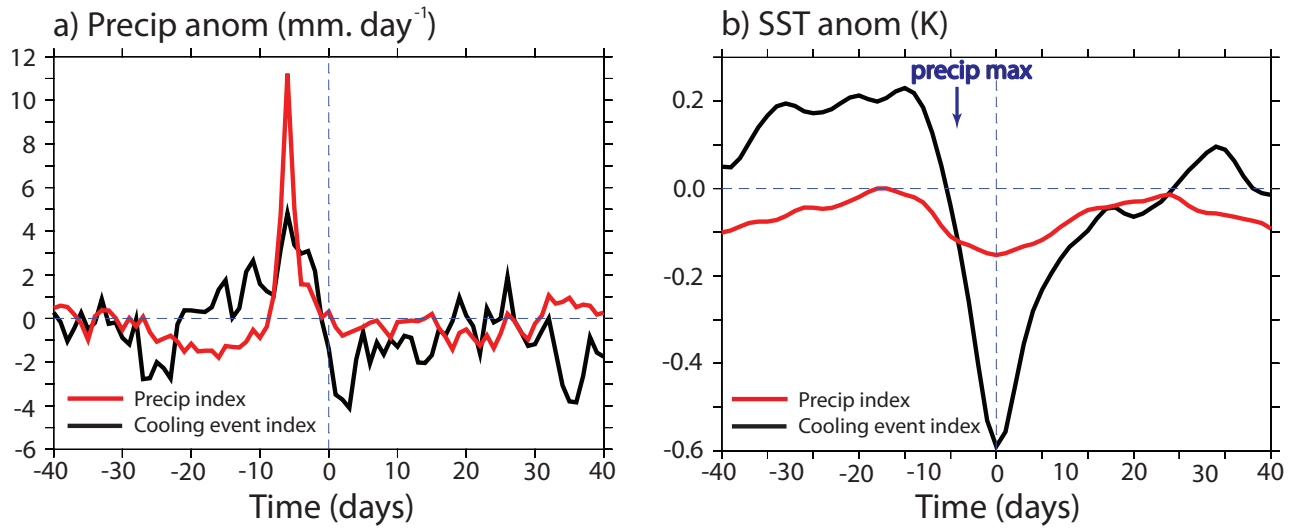 a) Precip anom (mm. day⁻¹)
12
10
8
6
4
2
0
-2
-4
-6
Precip index
Cooling event index
-40 -30 -20 -10 0 10 20 30 40
Time (days)
b) SST anom (K)
precip max
0.2
0.0
-0.2
-0.4
-0.6
Precip index
Cooling event index
-40 -30 -20 -10 0 10 20 30 40
Time (days)